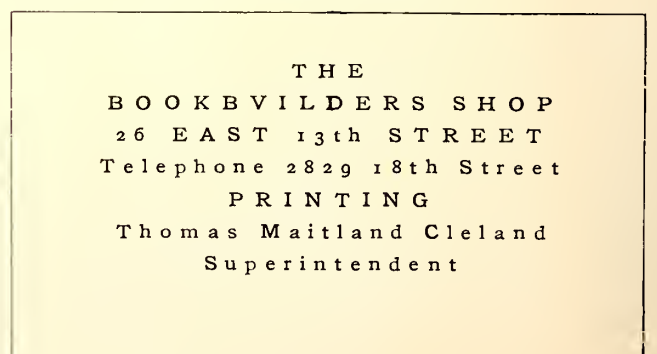 THE
BOOKBVILDERS SHOP
26 EAST 13th STREET
Telephone 2829 18th Street
PRINTING
Thomas Maitland Cleland
Superintendent